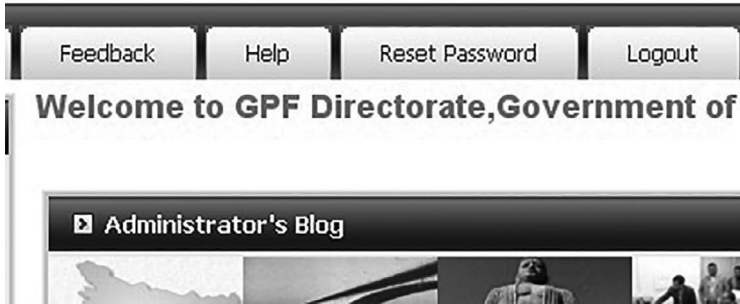 Feedback Help Reset Password Logout
Welcome to GPF Directorate,Government of
Administrator's Blog